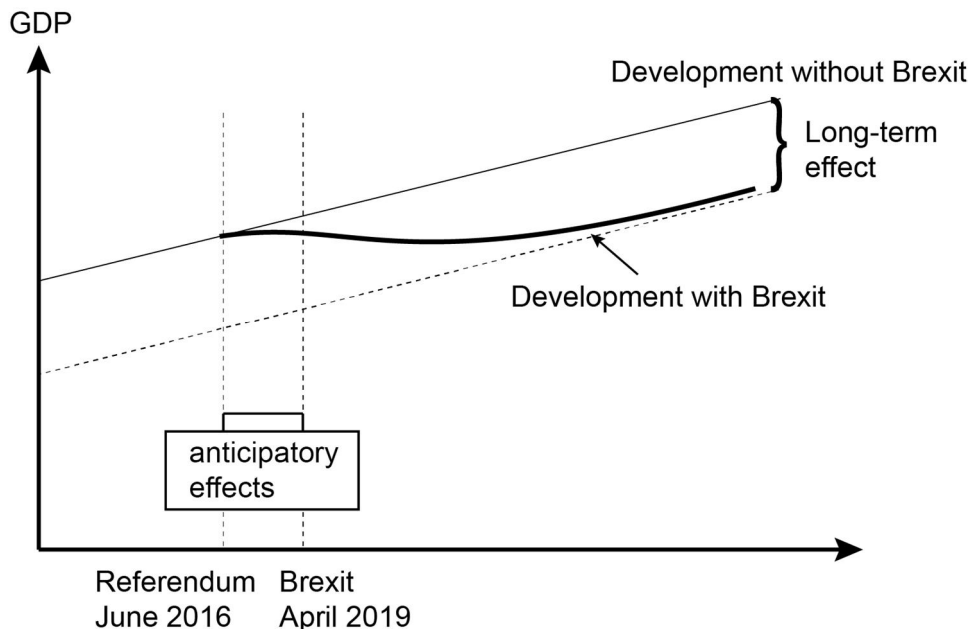 GDP
Development without Brexit
Long-term
effect
Development with Brexit
anticipatory
effects
Referendum
June 2016
Brexit
April 2019